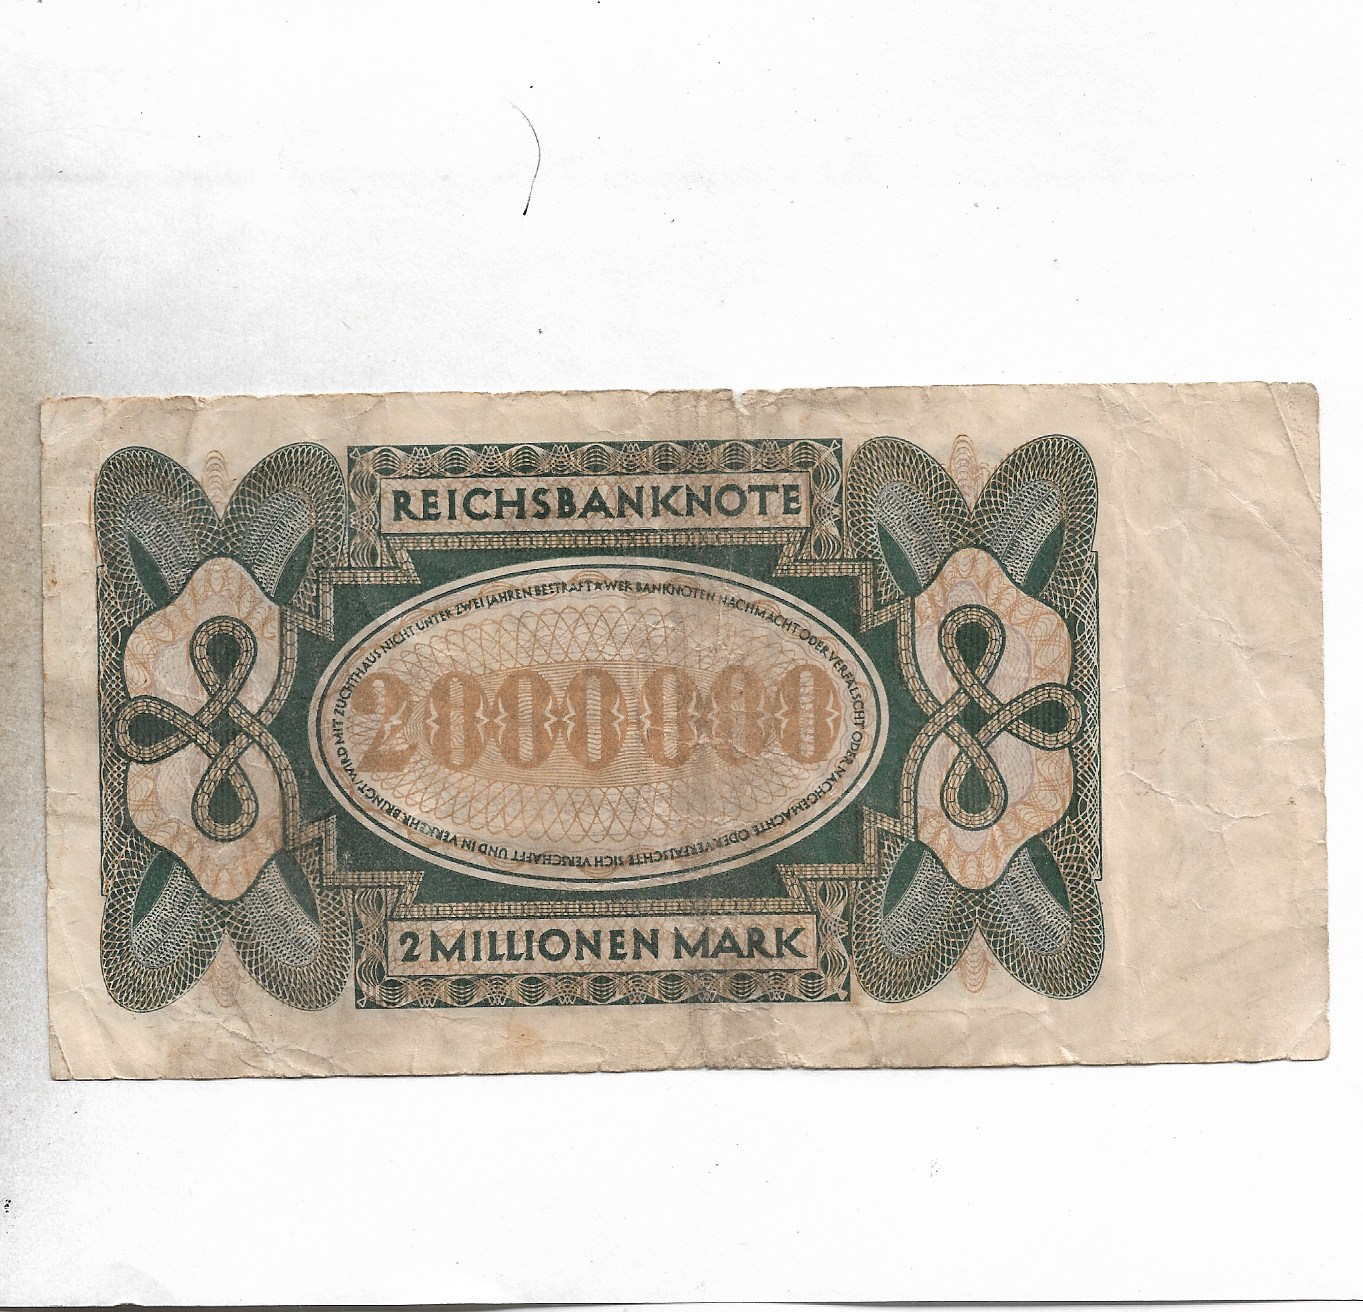 REICHSBANKNOTE
WER BANKNOTEN NACHMACHT ODER VERFÄLSCHT ODER NACHGEMACHTE ODER VERFÄLSCHTE SICH VERSCHAFFT UND IN VERKEHR BRINGT, WIRD MIT ZUCHTHAUS NICHT UNTER ZWEI JAHREN BESTRAFT ★
2000000
2 MILLIONEN MARK